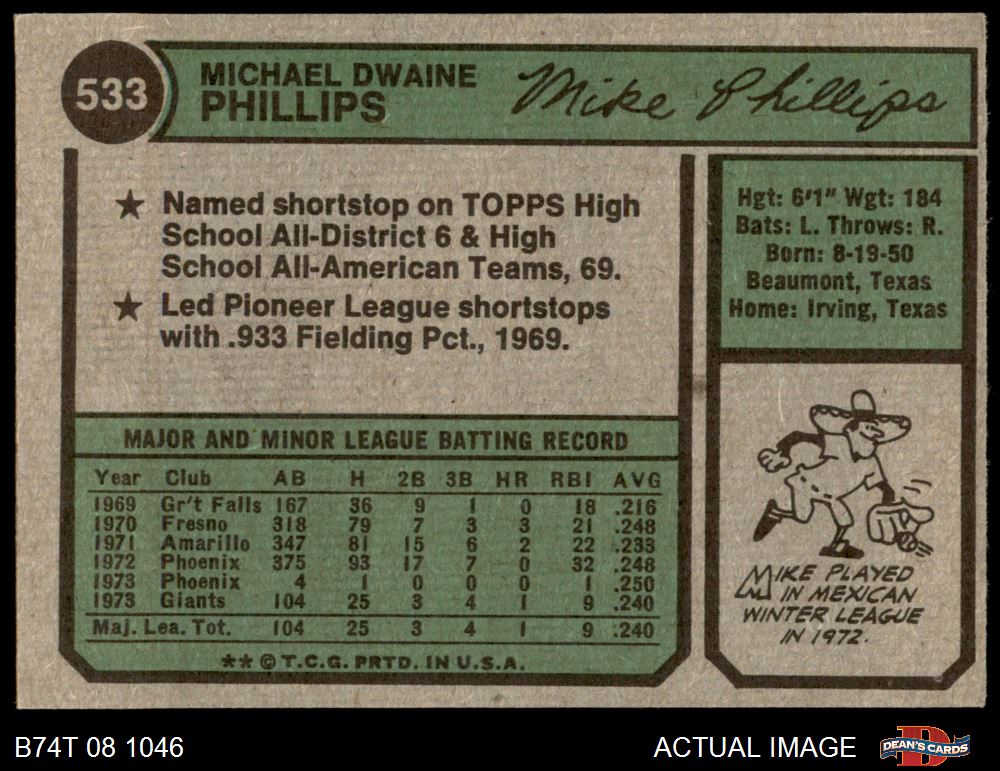 533
MICHAEL DWAINE
PHILLIPS
Mike Phillips
★ Named shortstop on TOPPS High
School All-District 6 & High
School All-American Teams, 69.
★ Led Pioneer League shortstops
with .933 Fielding Pct., 1969.
Hgt: 6'1" Wgt: 184
Bats: L. Throws: R.
Born: 8-19-50
Beaumont, Texas
Home: Irving, Texas
MAJOR AND MINOR LEAGUE BATTING RECORD
Year Club AB H 2B 3B HR RBI AVG
1969 Gr't Falls 167 36 9 1 0 18 .216
1970 Fresno 318 79 7 3 3 21 .248
1971 Amarillo 347 81 15 6 2 22 .233
1972 Phoenix 375 93 17 7 0 32 .248
1973 Phoenix 4 1 0 0 0 1 .250
1973 Giants 104 25 3 4 1 9 .240
Maj. Lea. Tot. 104 25 3 4 1 9 .240
** © T.C.G. PRTD. IN U.S.A.
MIKE PLAYED
IN MEXICAN
WINTER LEAGUE
IN 1972.
B74T 08 1046
ACTUAL IMAGE
DEAN'S CARDS